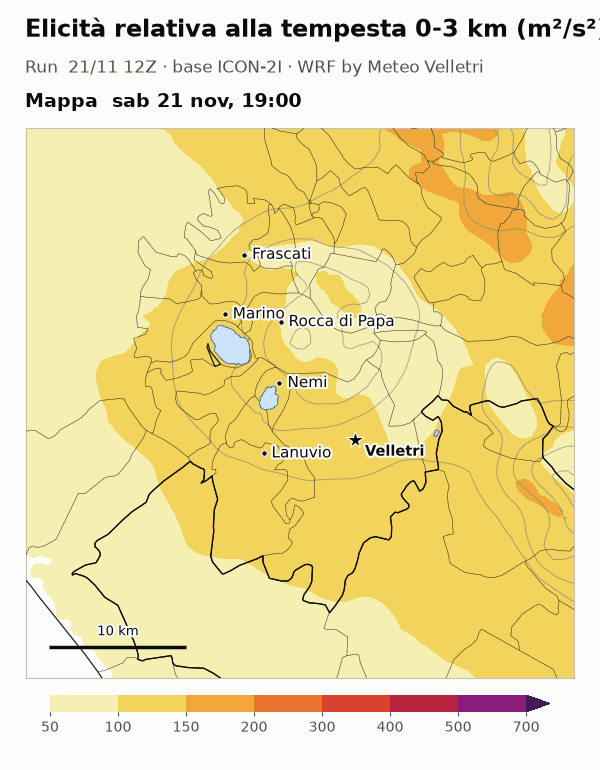 Elicità relativa alla tempesta 0-3 km (m²/s²)
Run  21/11 12Z · base ICON-2I · WRF by Meteo Velletri
Mappa  sab 21 nov, 19:00
Frascati
Marino
Rocca di Papa
Nemi
Velletri
Lanuvio
10 km
50 100 150 200 300 400 500 700